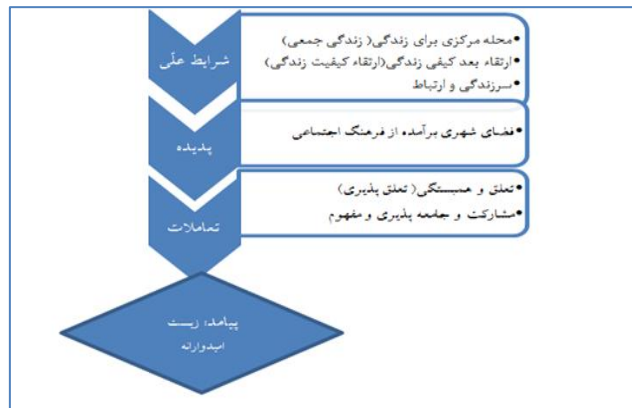 شرایط علّی
•محله مرکزی برای زندگی( زندگی جمعی)
•ارتقاء بعد کیفی زندگی(ارتقاء کیفیت زندگی)
•سرزندگی و ارتباط
پدیده
•فضای شهری برآمده از فرهنگ اجتماعی
تعاملات
•تعلق و همبستگی( تعلق پذیری)
•مشارکت و جامعه پذیری و مفهوم
پیامد: زیست
امیدوارانه